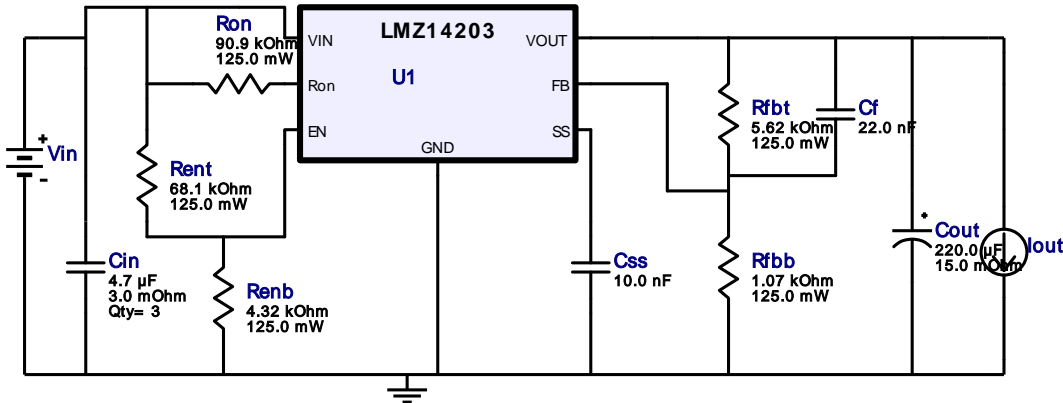 LMZ14203
U1
VIN
Ron
EN
GND
VOUT
FB
SS
Ron
90.9 kOhm
125.0 mW
+
Vin
-
Rent
68.1 kOhm
125.0 mW
Cin
4.7 µF
3.0 mOhm
Qty= 3
Renb
4.32 kOhm
125.0 mW
Css
10.0 nF
Rfbt
5.62 kOhm
125.0 mW
Cf
22.0 nF
Rfbb
1.07 kOhm
125.0 mW
+
Cout
220.0 µF
15.0 mOhm
Iout